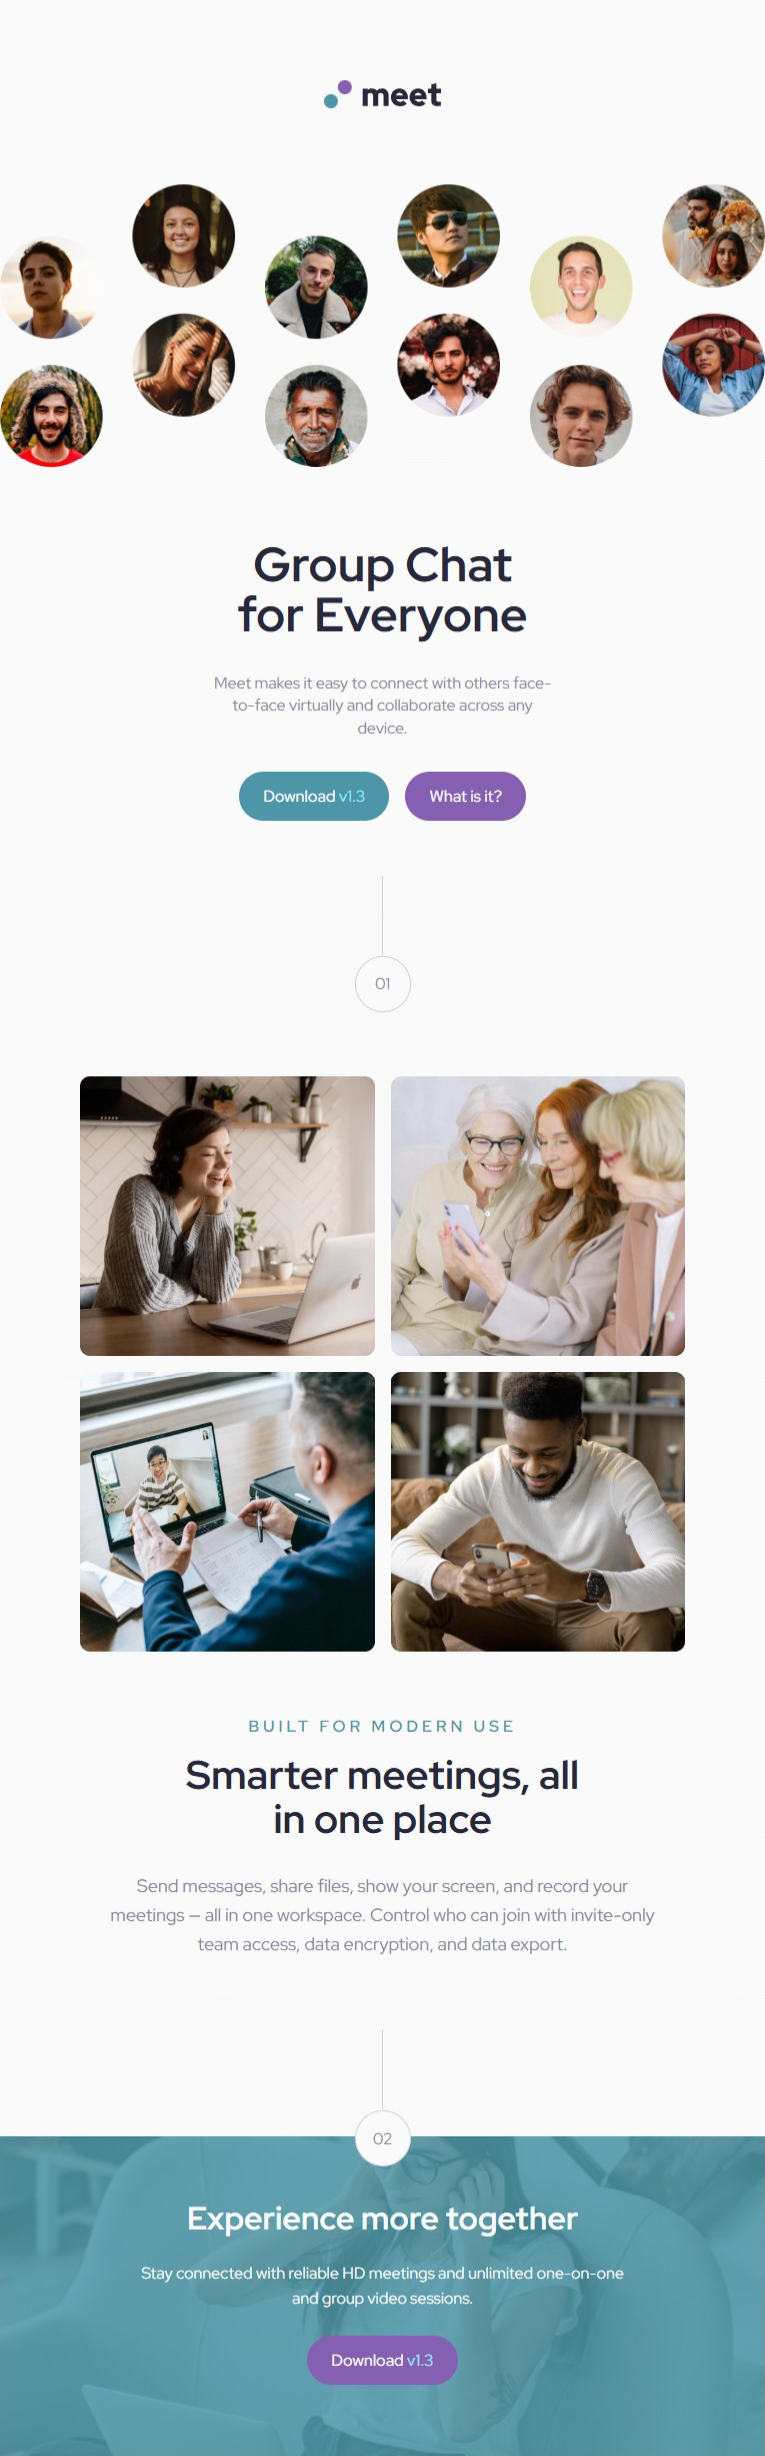 meet
Group Chat
for Everyone
Meet makes it easy to connect with others face-
to-face virtually and collaborate across any
device.
Download v1.3
What is it?
01
BUILT FOR MODERN USE
Smarter meetings, all
in one place
Send messages, share files, show your screen, and record your
meetings — all in one workspace. Control who can join with invite-only
team access, data encryption, and data export.
02
Experience more together
Stay connected with reliable HD meetings and unlimited one-on-one
and group video sessions.
Download v1.3